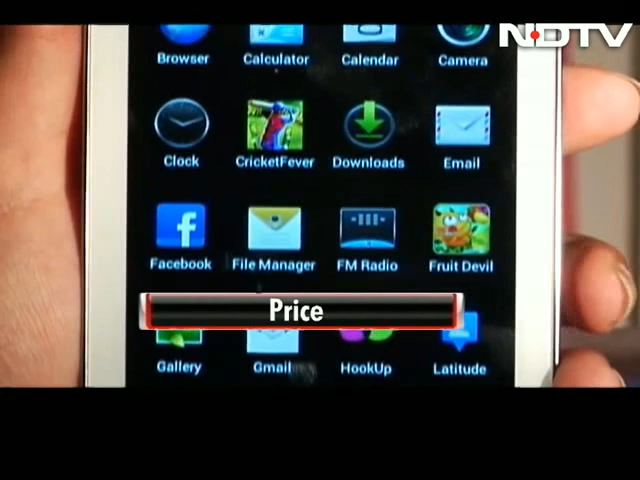 NDTV
Browser Calculator Calendar Camera
Clock CricketFever Downloads Email
Facebook File Manager FM Radio Fruit Devil
Price
Gallery Gmail HookUp Latitude